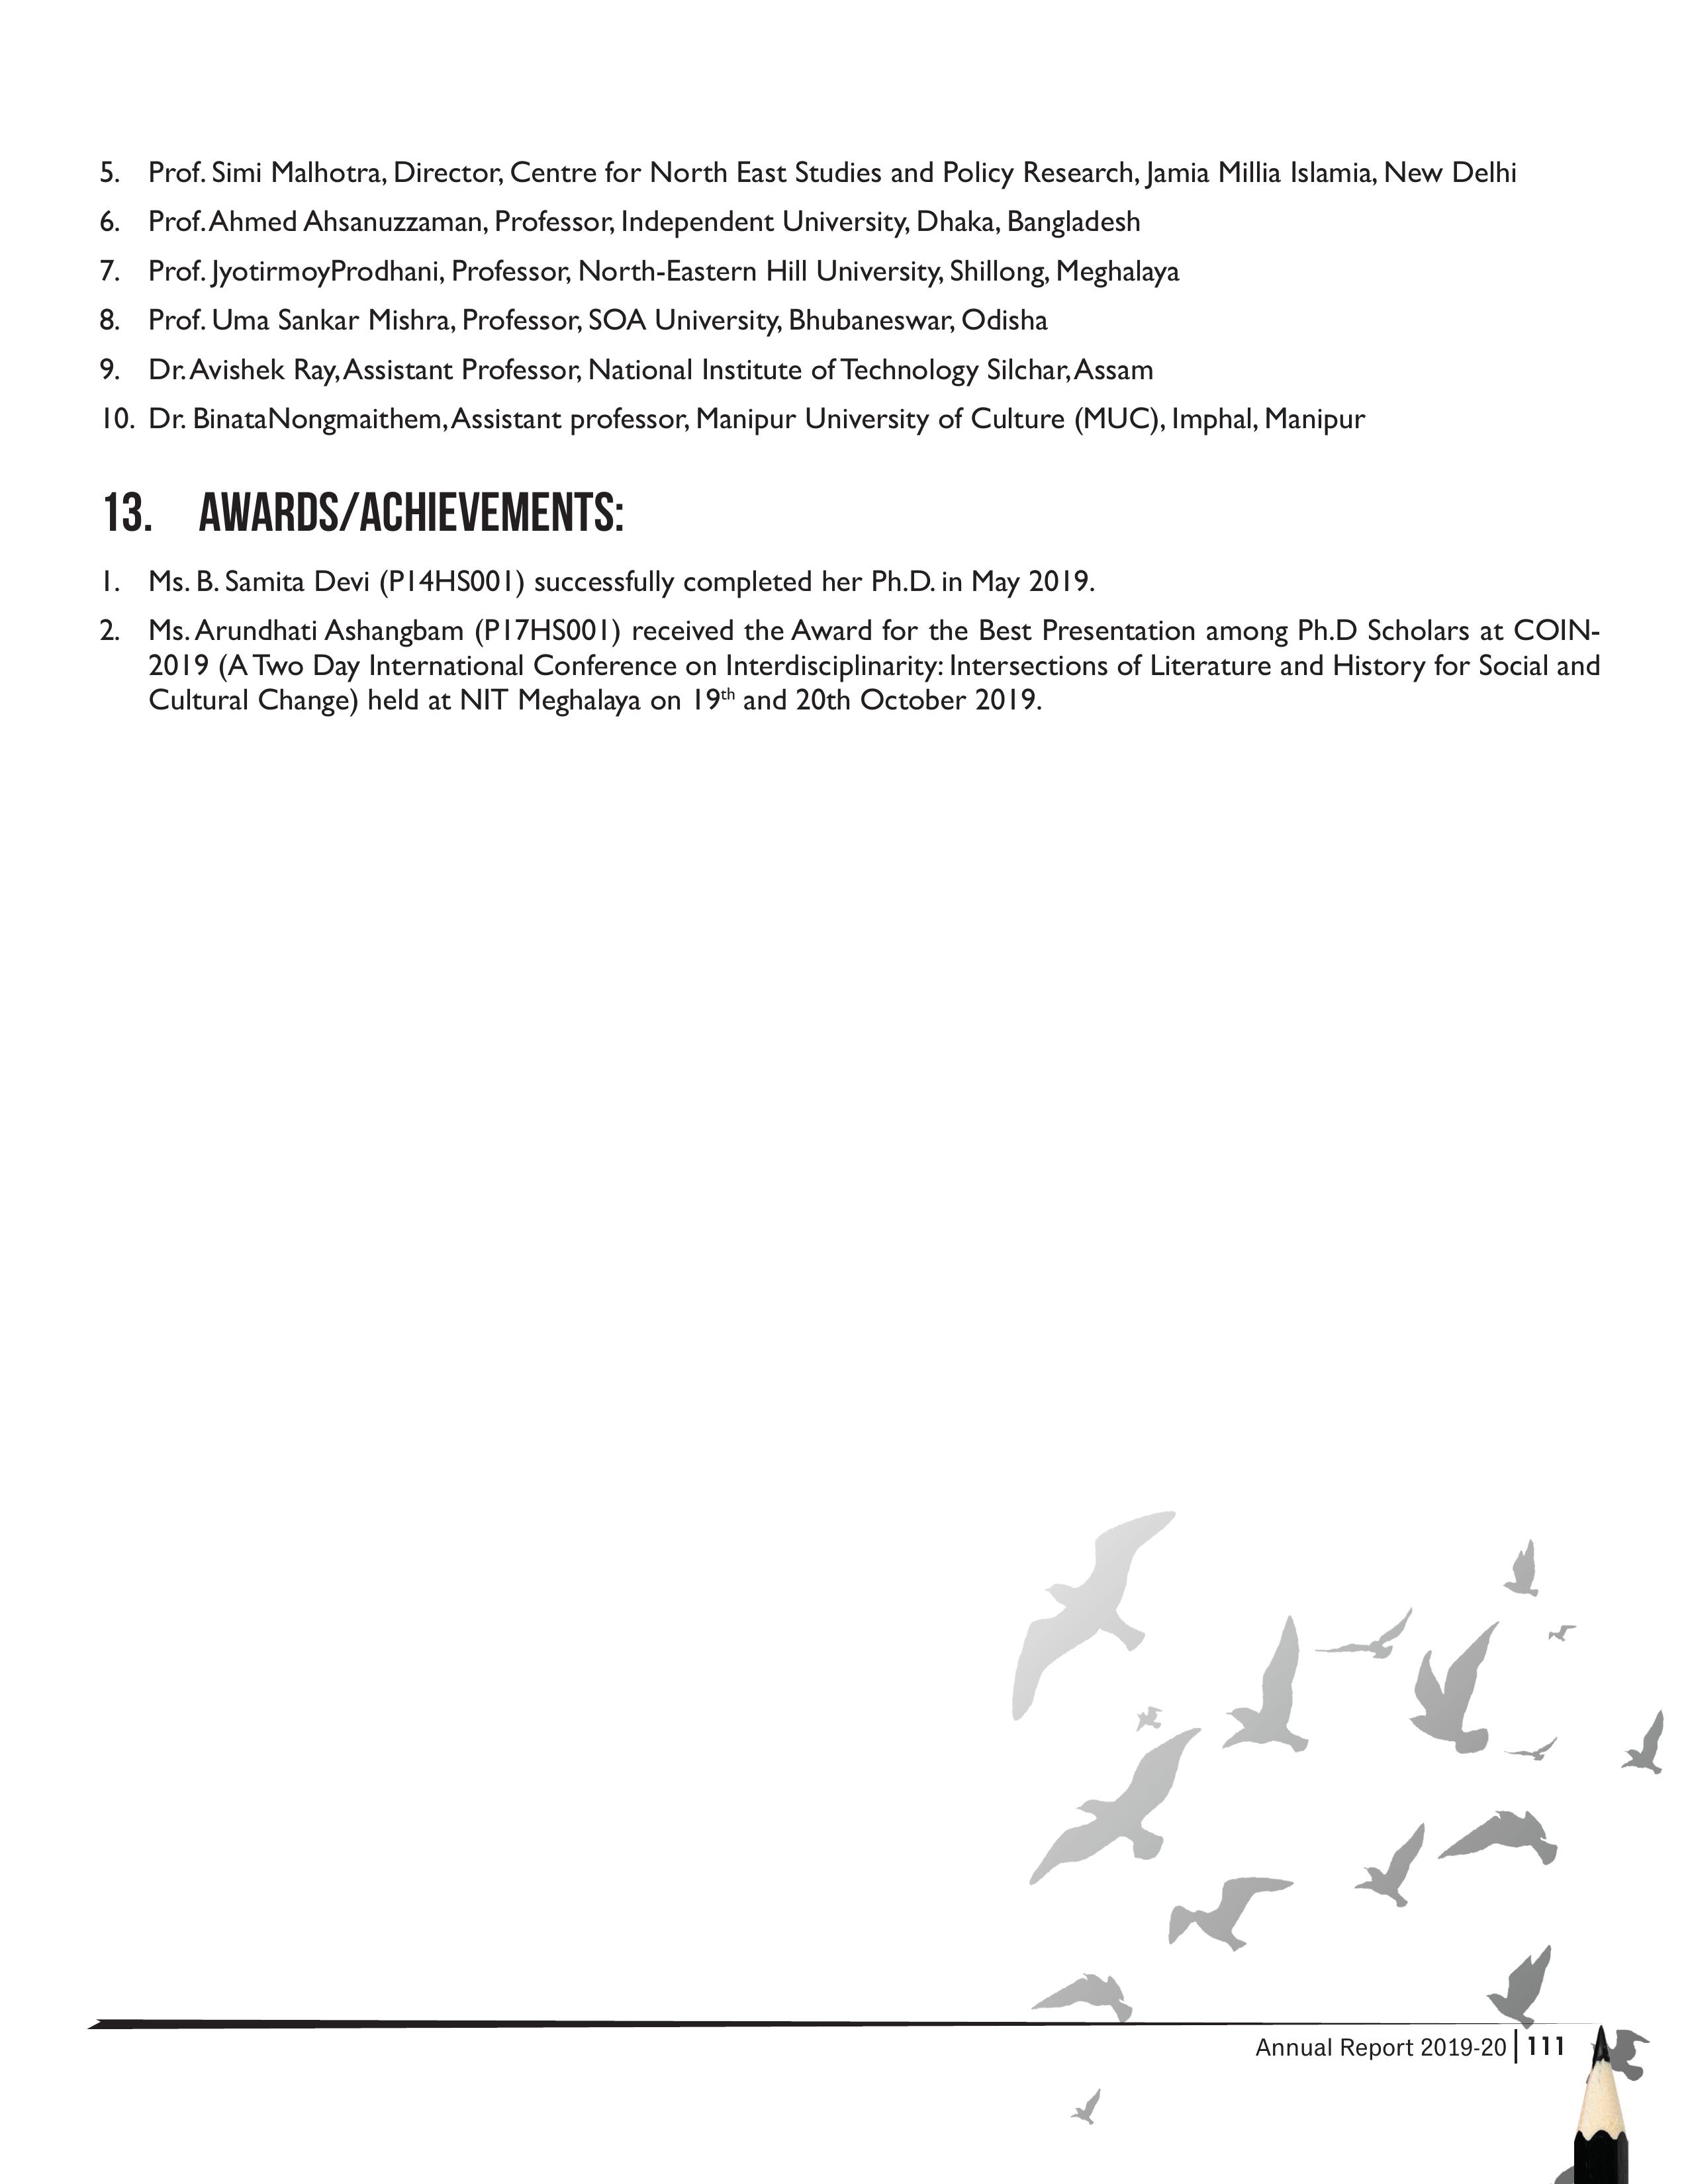 5. Prof. Simi Malhotra, Director, Centre for North East Studies and Policy Research, Jamia Millia Islamia, New Delhi
6. Prof. Ahmed Ahsanuzzaman, Professor, Independent University, Dhaka, Bangladesh
7. Prof. JyotirmoyProdhani, Professor, North-Eastern Hill University, Shillong, Meghalaya
8. Prof. Uma Sankar Mishra, Professor, SOA University, Bhubaneswar, Odisha
9. Dr. Avishek Ray, Assistant Professor, National Institute of Technology Silchar, Assam
10. Dr. BinataNongmaithem, Assistant professor, Manipur University of Culture (MUC), Imphal, Manipur
13. AWARDS/ACHIEVEMENTS:
1. Ms. B. Samita Devi (P14HS001) successfully completed her Ph.D. in May 2019.
2. Ms. Arundhati Ashangbam (P17HS001) received the Award for the Best Presentation among Ph.D Scholars at COIN-
2019 (A Two Day International Conference on Interdisciplinarity: Intersections of Literature and History for Social and
Cultural Change) held at NIT Meghalaya on 19th and 20th October 2019.
Annual Report 2019-20 | 111